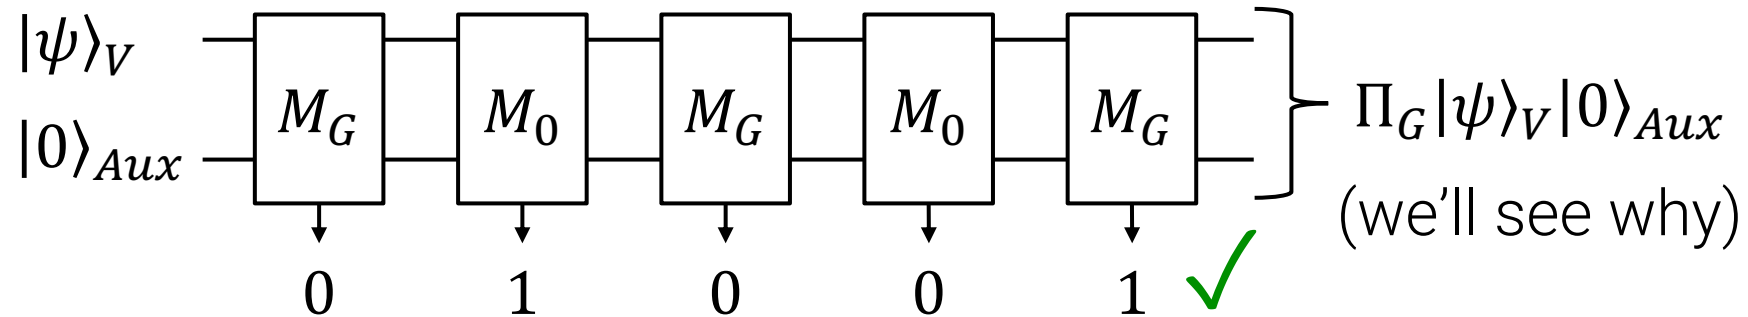 |ψ⟩_V
|0⟩_Aux
M_G M_0 M_G M_0 M_G
Π_G|ψ⟩_V|0⟩_Aux
(we'll see why)
0 1 0 0 1 ✓